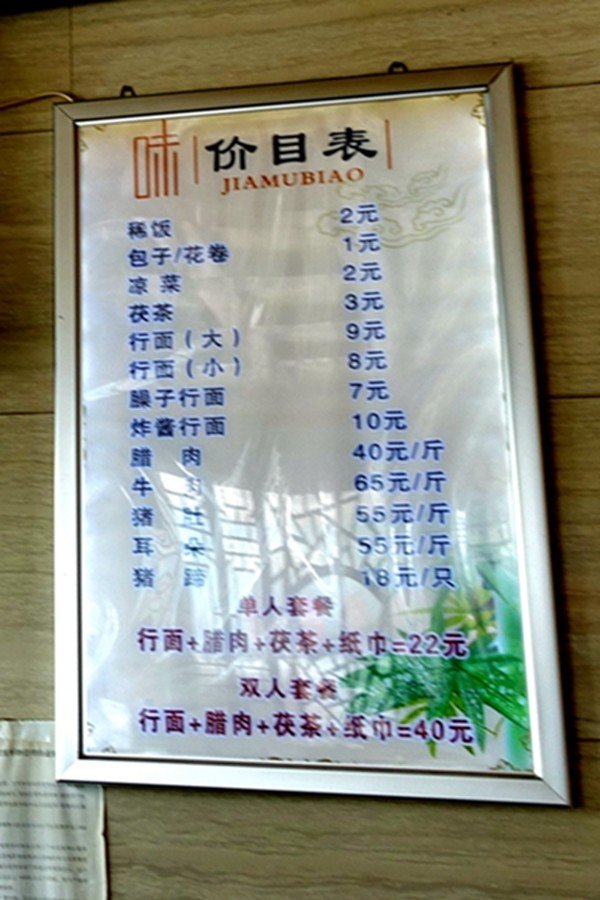 味 价目表
JIAMUBIAO
稀饭 2元
包子/花卷 1元
凉 菜 2元
茯茶 3元
行面（大） 9元
行面（小） 8元
臊子行面 7元
炸酱行面 10元
腊 肉 40元/斤
牛 肉 65元/斤
猪 肚 55元/斤
耳 朵 55元/斤
猪 蹄 18元/只
单人套餐
行面+腊肉+茯茶+纸巾=22元
双人套餐
行面+腊肉+茯茶+纸巾=40元